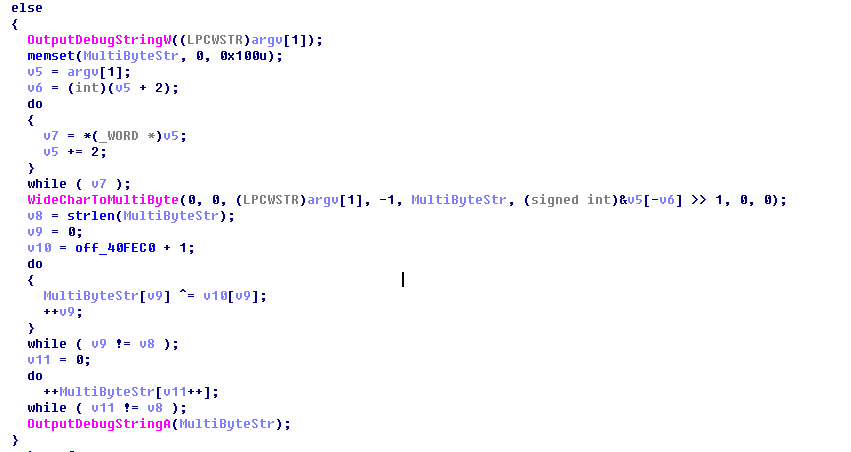 else
{
OutputDebugStringW((LPCWSTR)argv[1]);
memset(MultiByteStr, 0, 0x100u);
v5 = argv[1];
v6 = (int)(v5 + 2);
do
{
v7 = *(_WORD *)v5;
v5 += 2;
}
while ( v7 );
WideCharToMultiByte(0, 0, (LPCWSTR)argv[1], -1, MultiByteStr, (signed int)&v5[-v6] >> 1, 0, 0);
v8 = strlen(MultiByteStr);
v9 = 0;
v10 = off_40FEC0 + 1;
do
{
MultiByteStr[v9] ^= v10[v9];
++v9;
}
while ( v9 != v8 );
v11 = 0;
do
++MultiByteStr[v11++];
while ( v11 != v8 );
OutputDebugStringA(MultiByteStr);
}